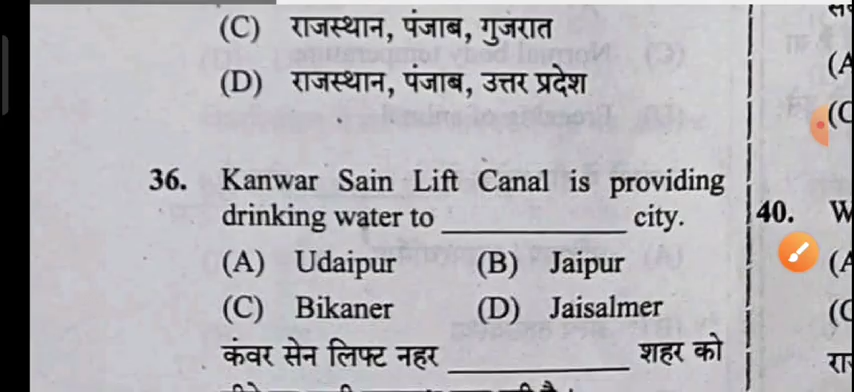 (C) राजस्थान, पंजाब, गुजरात
(D) राजस्थान, पंजाब, उत्तर प्रदेश
36. Kanwar Sain Lift Canal is providing
drinking water to ____________ city.
(A) Udaipur (B) Jaipur
(C) Bikaner (D) Jaisalmer
कंवर सेन लिफ्ट नहर ____________ शहर को
40. W
(A
(C
रा
(A
(C